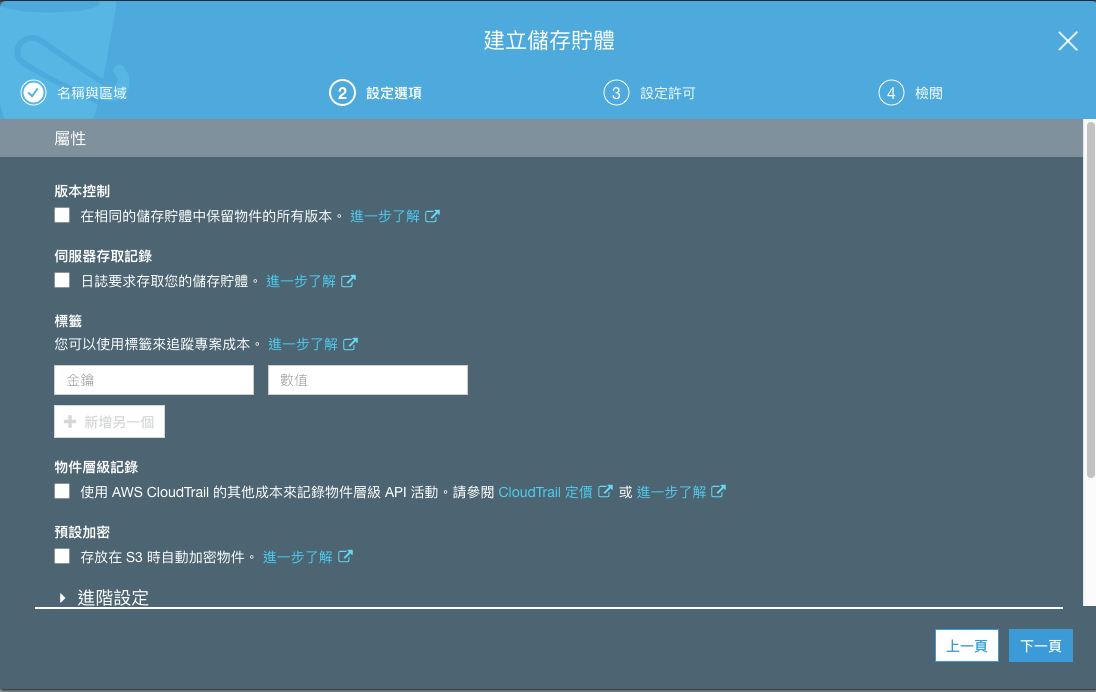 建立儲存貯體
名稱與區域
2 設定選項
3 設定許可
4 檢閱
屬性
版本控制
在相同的儲存貯體中保留物件的所有版本。 進一步了解
伺服器存取記錄
日誌要求存取您的儲存貯體。 進一步了解
標籤
您可以使用標籤來追蹤專案成本。 進一步了解
金鑰 數值
新增另一個
物件層級記錄
使用 AWS CloudTrail 的其他成本來記錄物件層級 API 活動。請參閱 CloudTrail 定價 或 進一步了解
預設加密
存放在 S3 時自動加密物件。 進一步了解
進階設定
上一頁 下一頁